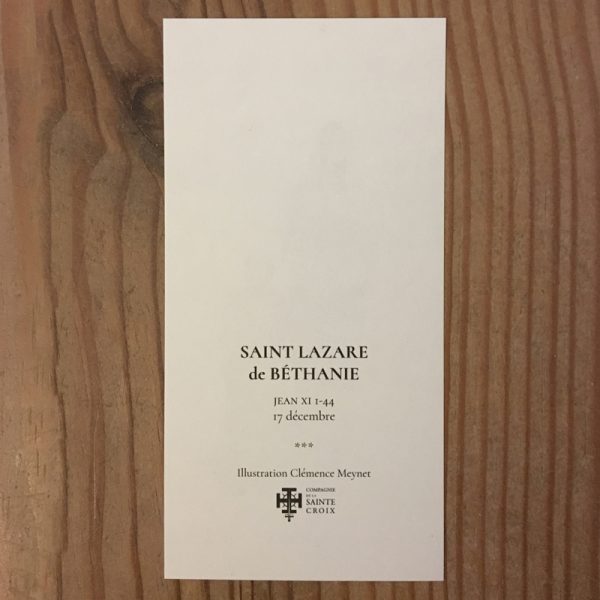 SAINT LAZARE
de BÉTHANIE
JEAN XI 1-44
17 décembre
***
Illustration Clémence Meynet
COMPAGNIE
DE LA
SAINTE
CROIX